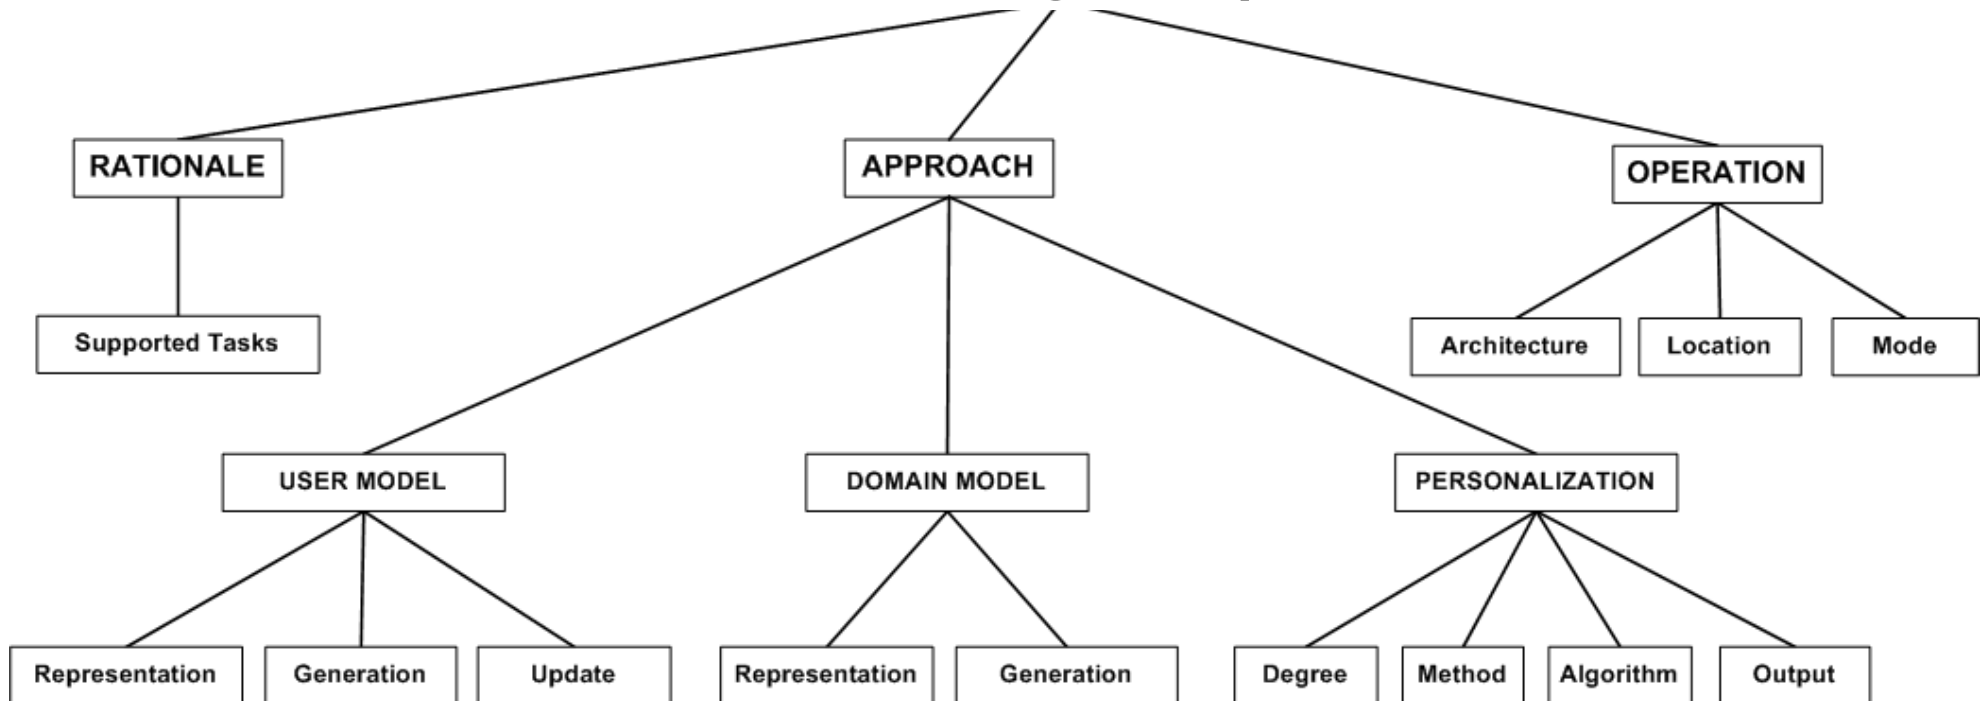 RATIONALE
APPROACH
OPERATION
Supported Tasks
Architecture
Location
Mode
USER MODEL
DOMAIN MODEL
PERSONALIZATION
Representation
Generation
Update
Representation
Generation
Degree
Method
Algorithm
Output